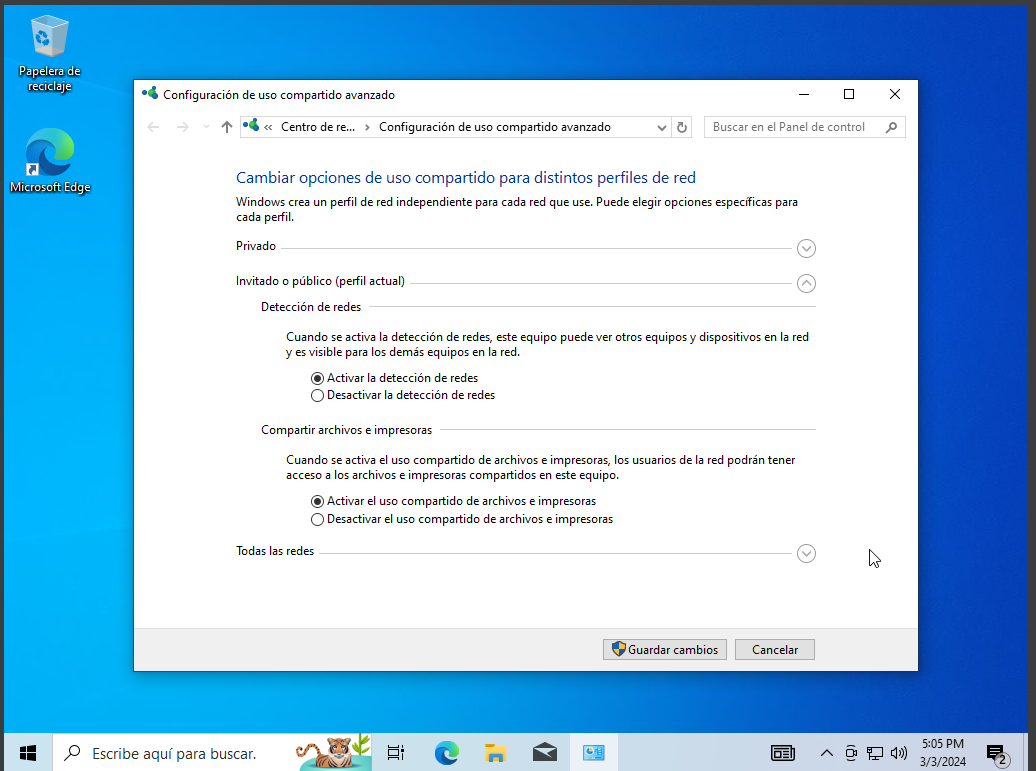 Papelera de
reciclaje
Microsoft Edge
Configuración de uso compartido avanzado
« Centro de re... › Configuración de uso compartido avanzado
Buscar en el Panel de control
Cambiar opciones de uso compartido para distintos perfiles de red
Windows crea un perfil de red independiente para cada red que use. Puede elegir opciones específicas para
cada perfil.
Privado
Invitado o público (perfil actual)
Detección de redes
Cuando se activa la detección de redes, este equipo puede ver otros equipos y dispositivos en la red
y es visible para los demás equipos en la red.
Activar la detección de redes
Desactivar la detección de redes
Compartir archivos e impresoras
Cuando se activa el uso compartido de archivos e impresoras, los usuarios de la red podrán tener
acceso a los archivos e impresoras compartidos en este equipo.
Activar el uso compartido de archivos e impresoras
Desactivar el uso compartido de archivos e impresoras
Todas las redes
Guardar cambios
Cancelar
Escribe aquí para buscar.
5:05 PM
3/3/2024
2